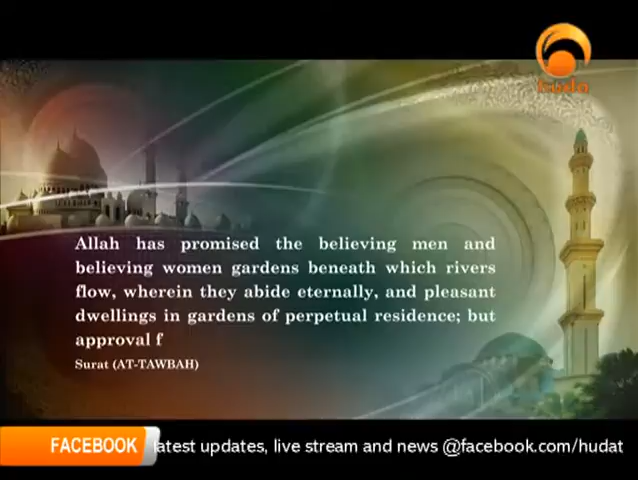 huda
Allah has promised the believing men and
believing women gardens beneath which rivers
flow, wherein they abide eternally, and pleasant
dwellings in gardens of perpetual residence; but
approval f
Surat (AT-TAWBAH)
FACEBOOK latest updates, live stream and news @facebook.com/hudat